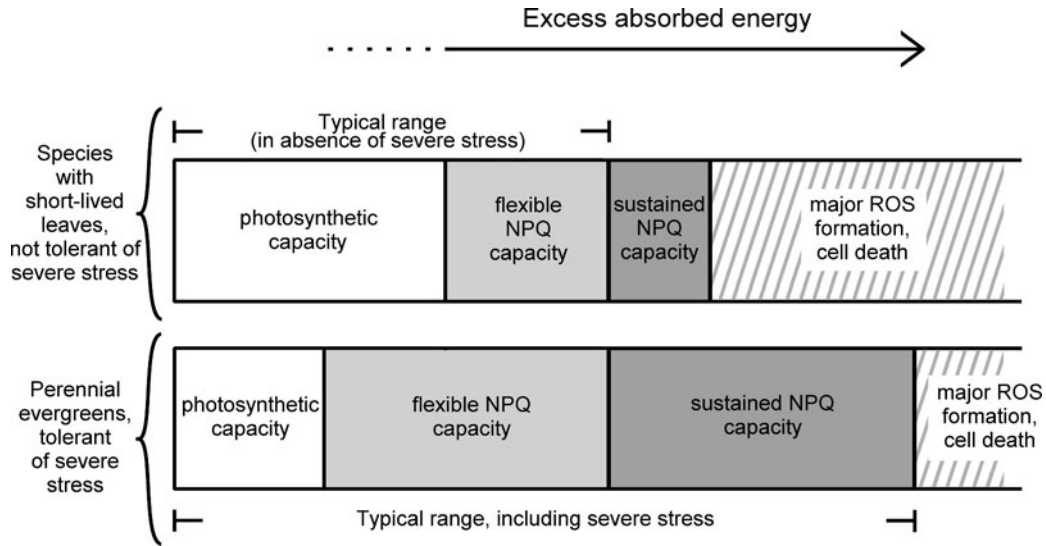 Excess absorbed energy
Typical range
(in absence of severe stress)
Species
with
short-lived
leaves,
not tolerant of
severe stress
photosynthetic
capacity
flexible
NPQ
capacity
sustained
NPQ
capacity
major ROS
formation,
cell death
Perennial
evergreens,
tolerant
of severe
stress
photosynthetic
capacity
flexible NPQ
capacity
sustained NPQ
capacity
major ROS
formation,
cell death
Typical range, including severe stress